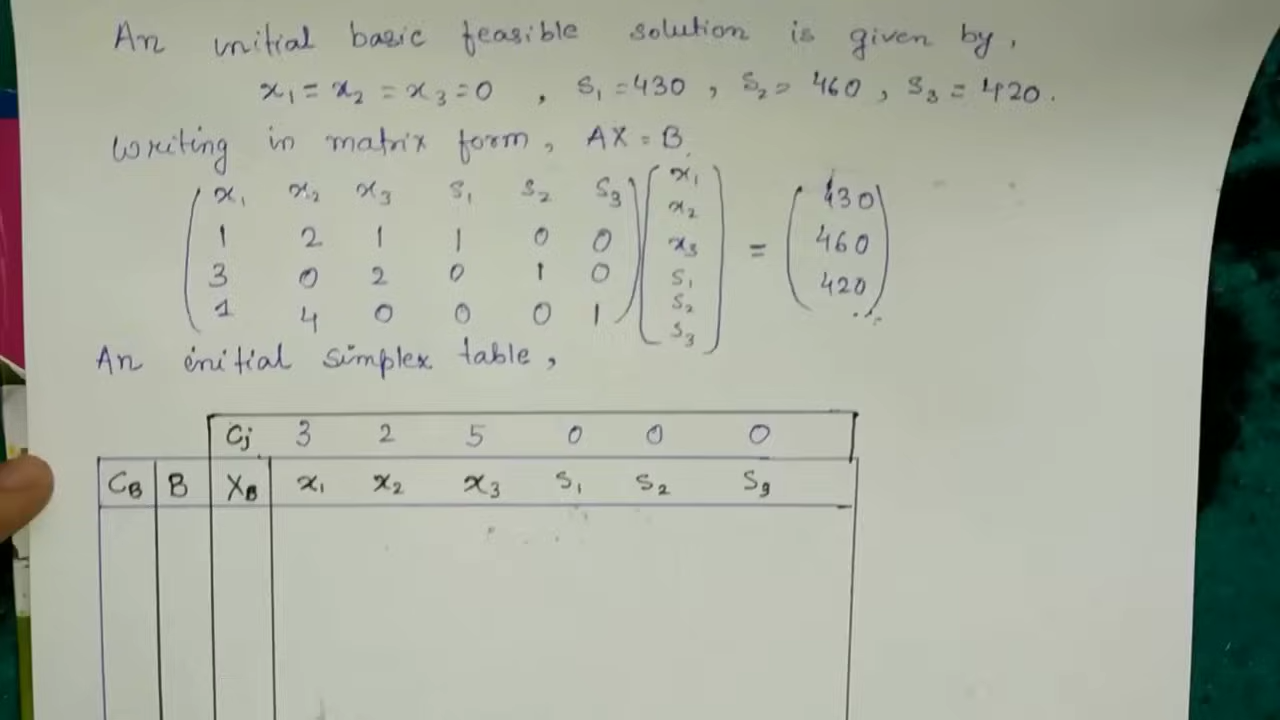 An initial basic feasible solution is given by,
x₁ = x₂ = x₃ = 0 , S₁ = 430 , S₂ = 460 , S₃ = 420.
Writing in matrix form, AX = B
x₁ x₂ x₃ S₁ S₂ S₃ x₁ 430
1 2 1 1 0 0 x₂ 460
3 0 2 0 1 0 x₃ = 420
1 4 0 0 0 1 S₁
S₂
S₃
An initial simplex table,
Cj 3 2 5 0 0 0
CB B XB x₁ x₂ x₃ S₁ S₂ S₃